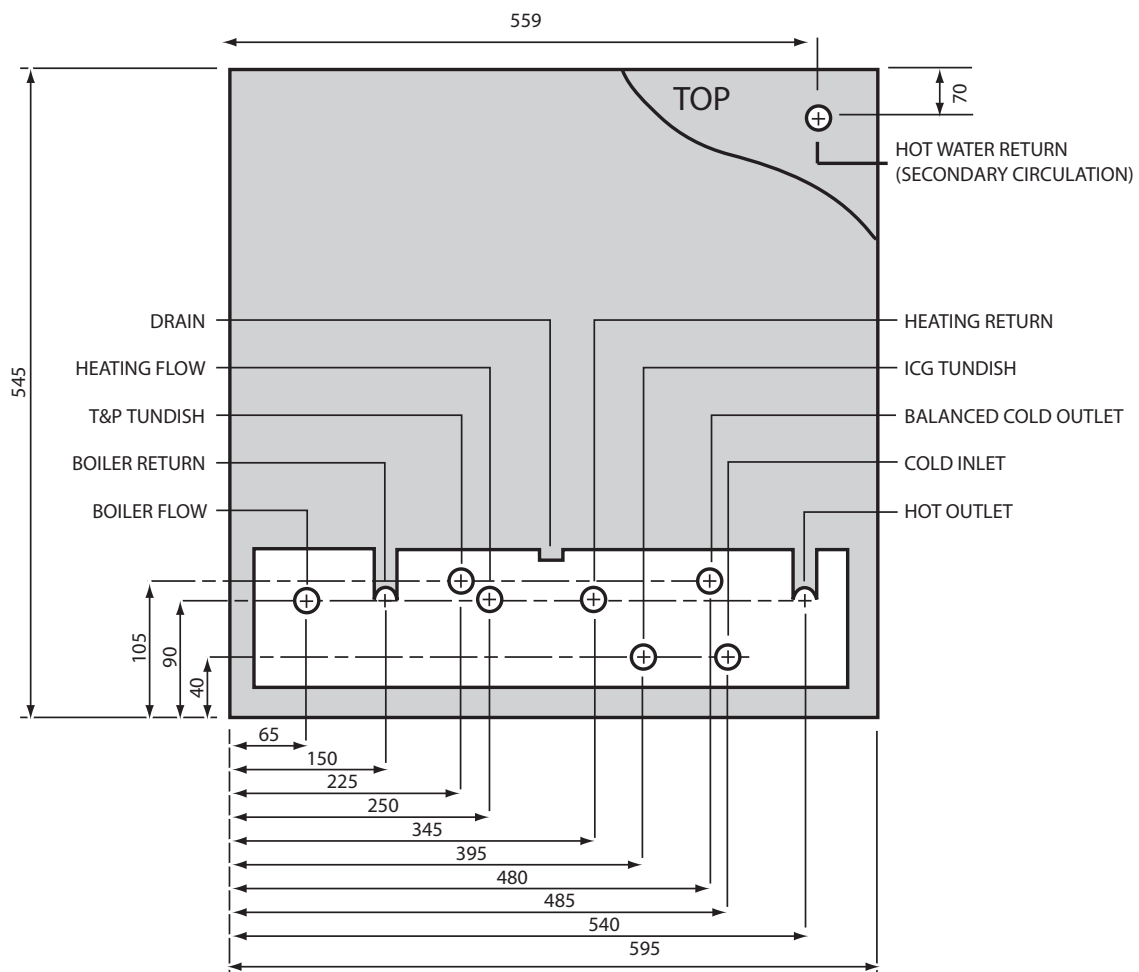 559
TOP
70
HOT WATER RETURN
(SECONDARY CIRCULATION)
545
DRAIN
HEATING FLOW
T&P TUNDISH
BOILER RETURN
BOILER FLOW
HEATING RETURN
ICG TUNDISH
BALANCED COLD OUTLET
COLD INLET
HOT OUTLET
105
90
40
65
150
225
250
345
395
480
485
540
595